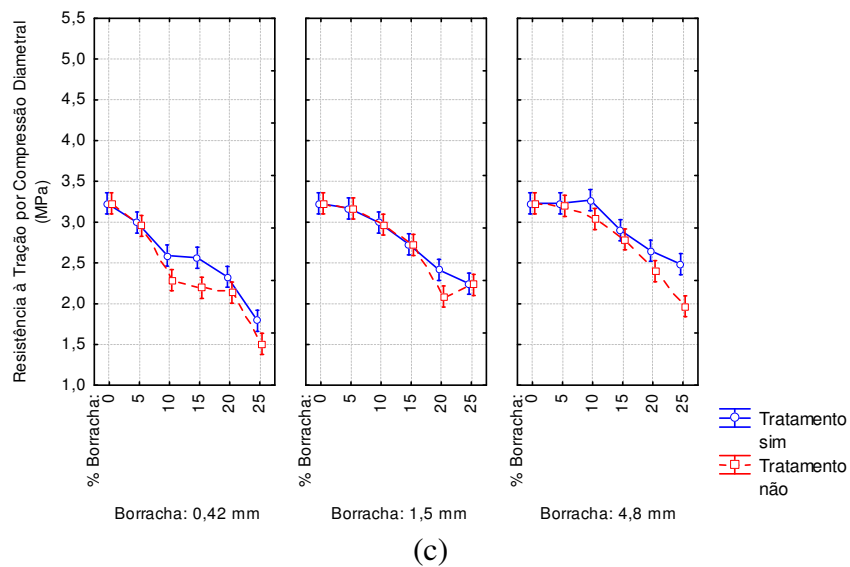 Resistência à Tração por Compressão Diametral
(MPa)
5,5
5,0
4,5
4,0
3,5
3,0
2,5
2,0
1,5
1,0
% Borracha: 0 5 10 15 20 25
% Borracha: 0 5 10 15 20 25
% Borracha: 0 5 10 15 20 25
Borracha: 0,42 mm
Borracha: 1,5 mm
Borracha: 4,8 mm
Tratamento
sim
Tratamento
não
(c)